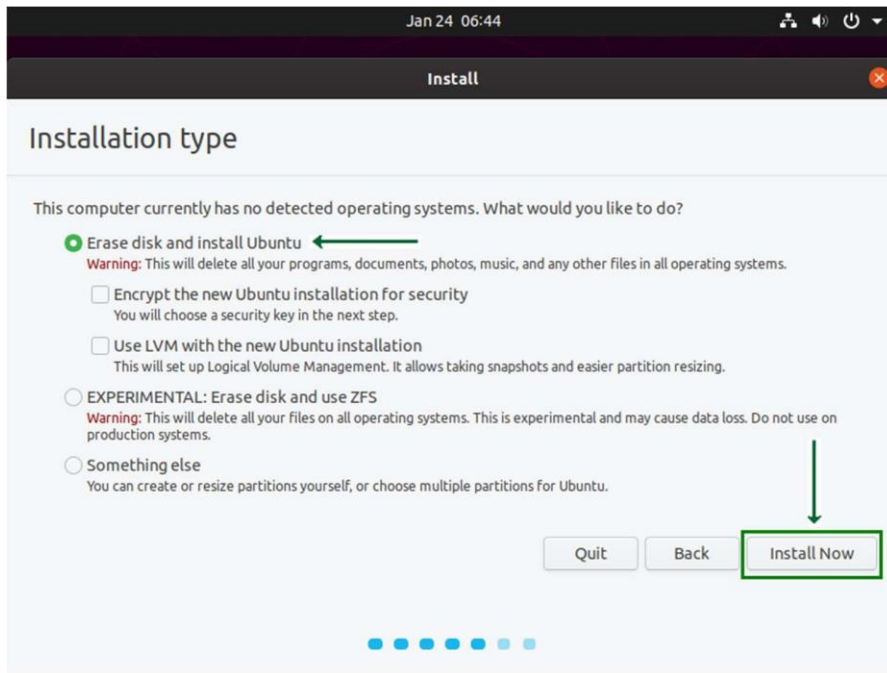 Jan 24 06:44
Install
Installation type
This computer currently has no detected operating systems. What would you like to do?
Erase disk and install Ubuntu
Warning: This will delete all your programs, documents, photos, music, and any other files in all operating systems.
Encrypt the new Ubuntu installation for security
You will choose a security key in the next step.
Use LVM with the new Ubuntu installation
This will set up Logical Volume Management. It allows taking snapshots and easier partition resizing.
EXPERIMENTAL: Erase disk and use ZFS
Warning: This will delete all your files on all operating systems. This is experimental and may cause data loss. Do not use on
production systems.
Something else
You can create or resize partitions yourself, or choose multiple partitions for Ubuntu.
Quit Back Install Now